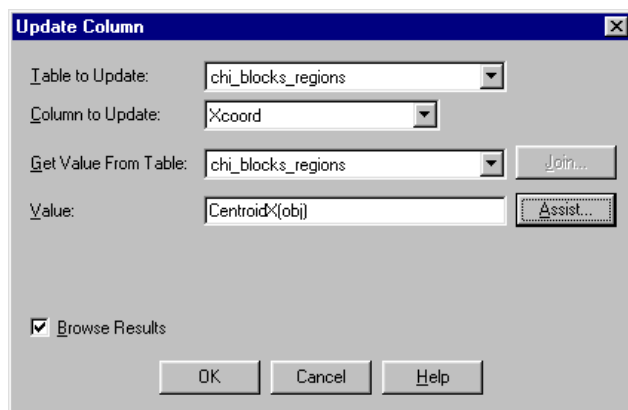 Update Column
Table to Update: chi_blocks_regions
Column to Update: Xcoord
Get Value From Table: chi_blocks_regions Join...
Value: CentroidX(obj) Assist...
Browse Results
OK Cancel Help